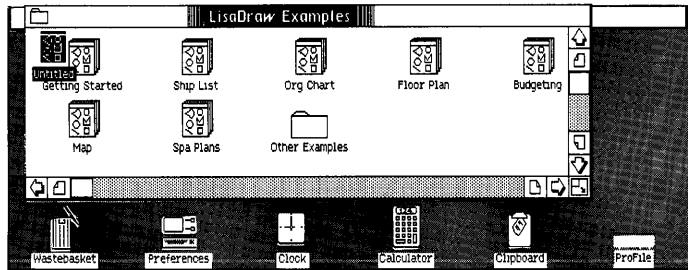 LisaDraw Examples
Untitled
Getting Started
Ship List
Org Chart
Floor Plan
Budgeting
Map
Spa Plans
Other Examples
Wastebasket
Preferences
Clock
Calculator
Clipboard
ProFile